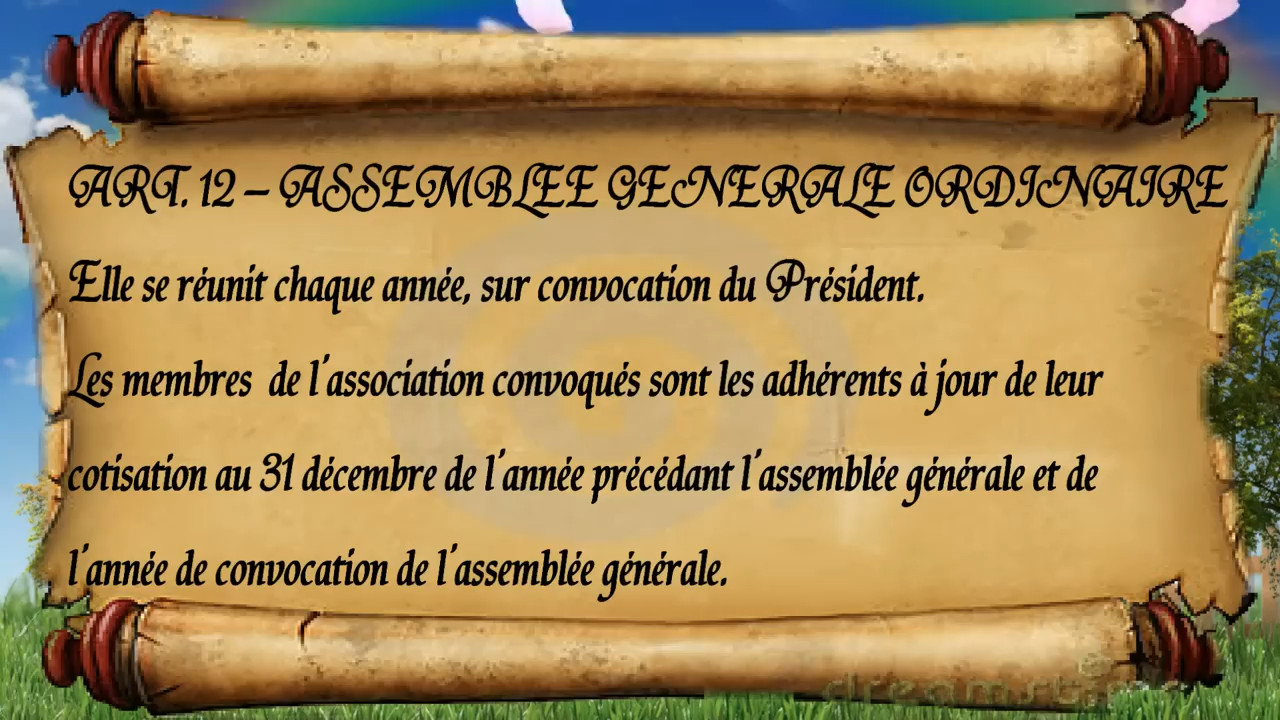 ART. 12 – ASSEMBLEE GENERALE ORDINAIRE
Elle se réunit chaque année, sur convocation du Président.
Les membres  de l'association convoqués sont les adhérents à jour de leur
cotisation au 31 décembre de l'année précédant l'assemblée générale et de
l'année de convocation de l'assemblée générale.